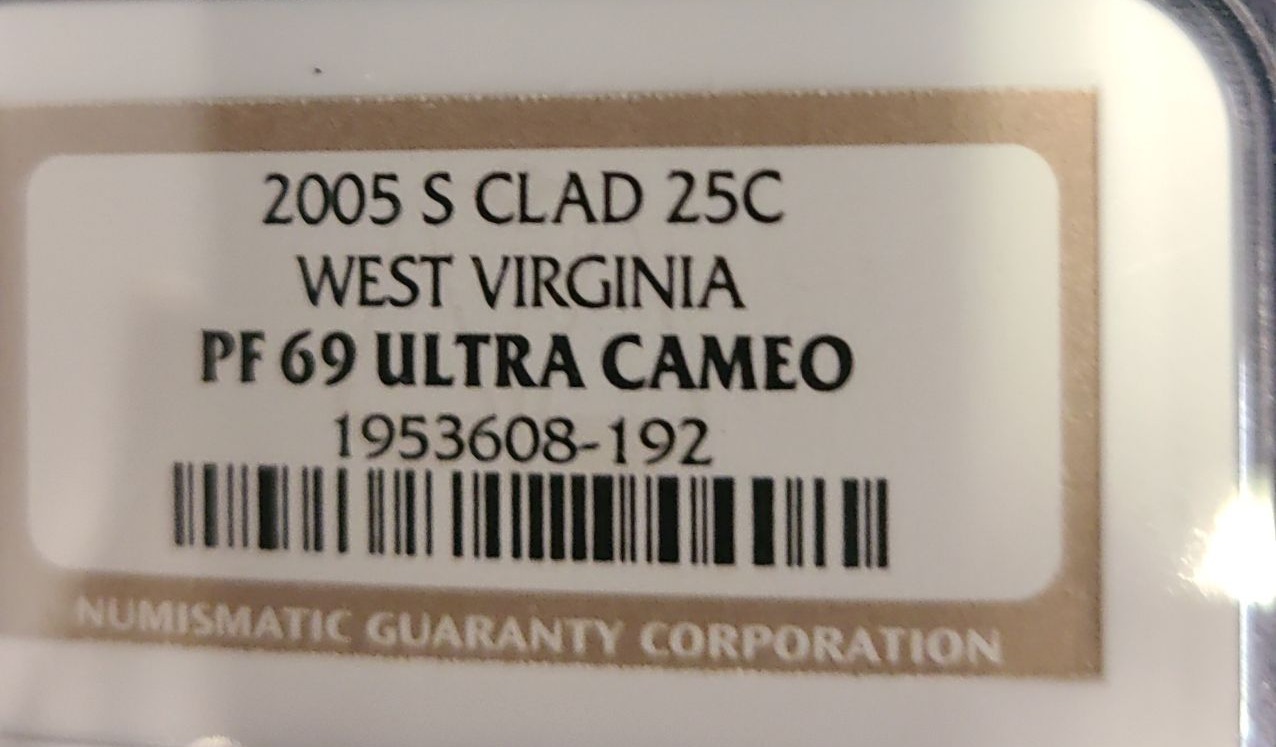 2005 S CLAD 25C
WEST VIRGINIA
PF 69 ULTRA CAMEO
1953608-192
NUMISMATIC GUARANTY CORPORATION